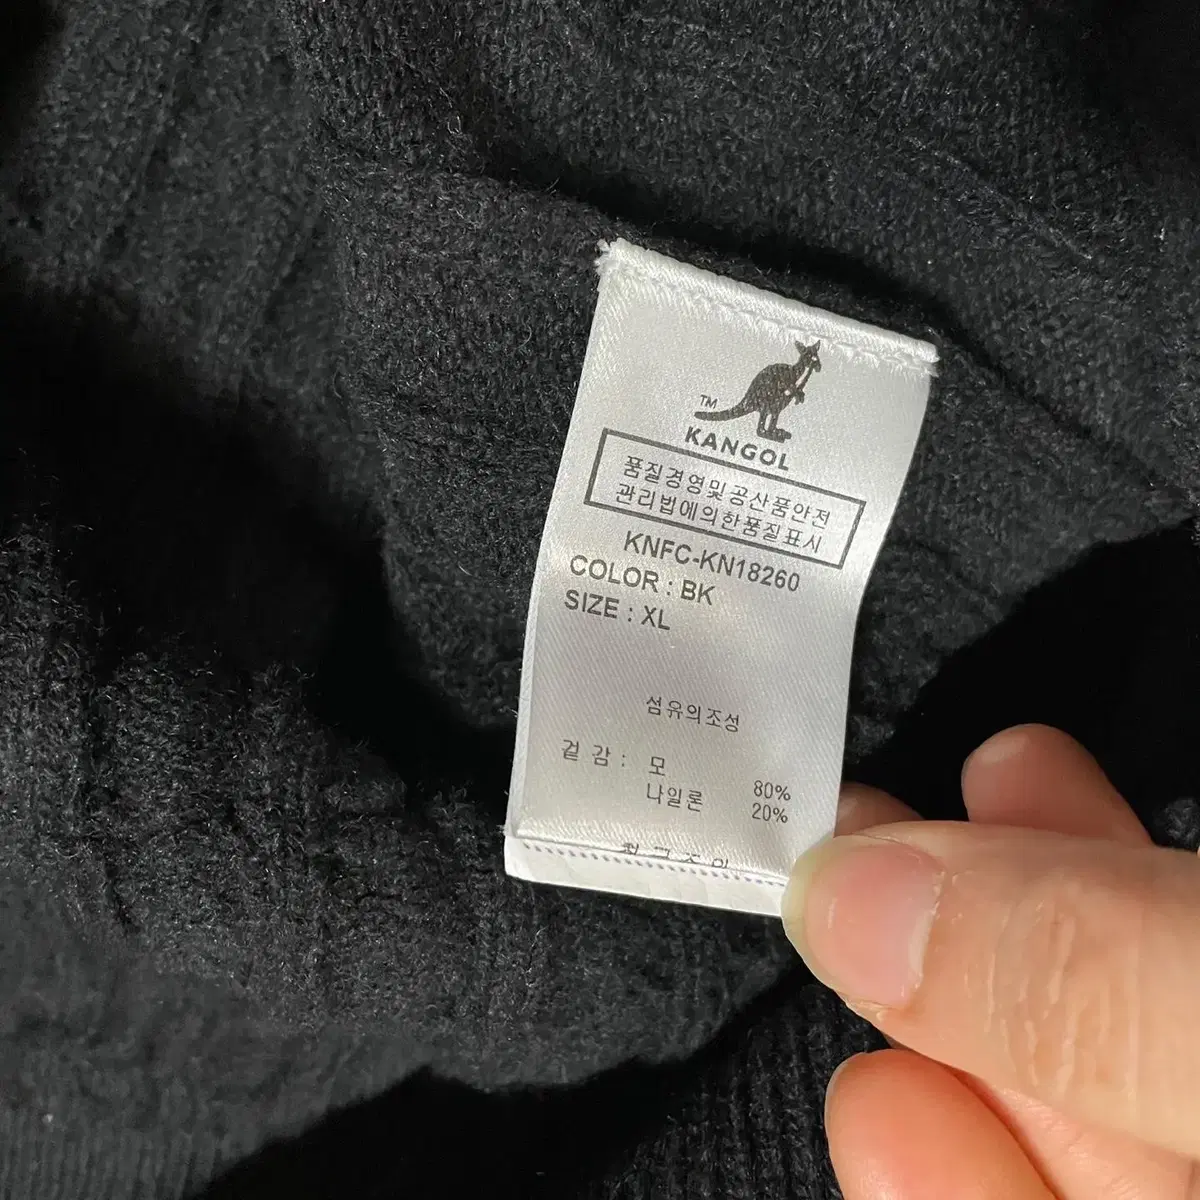 TM
KANGOL
품질경영및공산품안전
관리법에의한품질표시
KNFC-KN18260
COLOR : BK
SIZE : XL
섬유의조성
겉 감 : 모 80%
나일론 20%